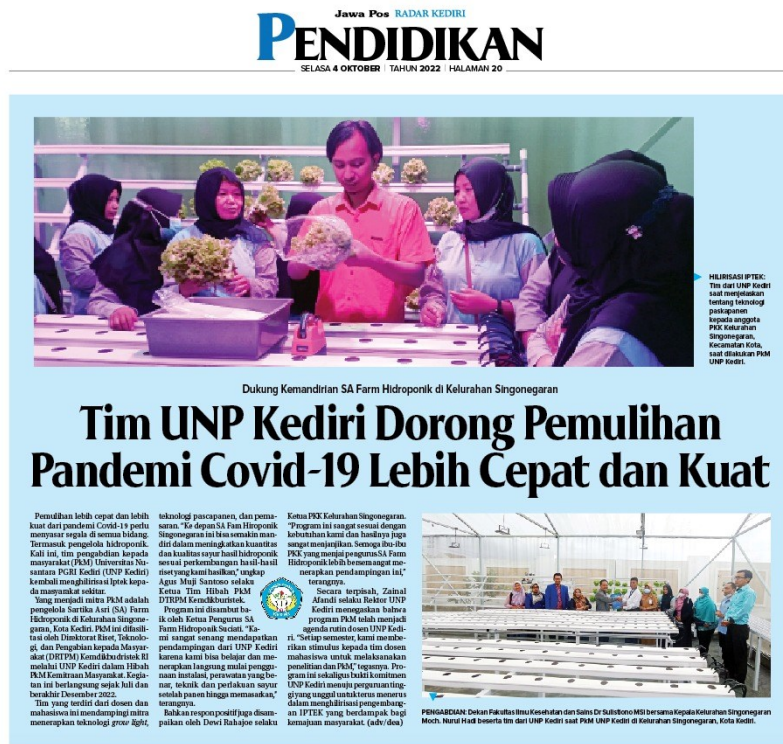 Jawa Pos RADAR KEDIRI
PENDIDIKAN
SELASA 4 OKTOBER | TAHUN 2022 | HALAMAN 20
HILIRISASI IPTEK:
Tim dari UNP Kediri
saat menjelaskan
tentang teknologi
paskapanen
kepada anggota
PKK Kelurahan
Singonegaran,
Kecamatan Kota,
saat dilakukan PkM
UNP Kediri.
Dukung Kemandirian SA Farm Hidroponik di Kelurahan Singonegaran
Tim UNP Kediri Dorong Pemulihan
Pandemi Covid-19 Lebih Cepat dan Kuat
Pemulihan lebih cepat dan lebih
kuat dari pandemi Covid-19 perlu
menyasar segala di semua bidang.
Termasuk pengelola hidroponik.
Kali ini, tim pengabdian kepada
masyarakat (PkM) Universitas Nu-
santara PGRI Kediri (UNP Kediri)
kembali menghilirisasi Iptek kepa-
da masyarakat sekitur.
Yang menjadi mitra PkM adalah
pengelola Sartika Asri (SA) Farm
Hidroponik di Kelurahan Singone-
garan, Kota Kediri. PkM ini difasili-
tasi oleh Direktorat Riset, Teknolo-
gi, dan Pengabian kepada Masyar-
akat (DRTPM) Kemdikbudristek RI
melalui UNP Kediri dalam Hibah
PkM Kemitraan Masyarakat. Kegia-
tan ini berlangsung sejak Juli dan
berakhir Desember 2022.
Tim yang terdiri dari dosen dan
mahasiswa ini mendampingi mitra
menerapkan teknologi grow light,
teknologi pascapanen, dan pema-
saran. "Ke depan SA Fam Hiroponik
Singonegaran ini bisa semakin man-
diri dalam meningkatkan kuantitas
dan kualitas sayur hasil hidroponik
sesuai perkembangan hasil-hasil
riset yang kami hasilkan," ungkap
Agus Muji Santoso selaku
Ketua Tim Hibah PkM
DTRPM Kemdikburistek.
Program ini disambut ba-
ik oleh Ketua Pengurus SA
Farm Hidroponik Suciati. "Ka-
mi sangat senang mendapatkan
pendampingan dari UNP Kediri
karena kami bisa belajar dan me-
nerapkan langsung mulai penggu-
naan instalasi, perawatan yang be-
nar, teknik dan perlakuan sayur
setelah panen hingga memasarkan,"
terangnya.
Bahkan respon positif juga disam-
paikan oleh Dewi Rahajoe selaku
Ketua PKK Kelurahan Singonegaran.
"Program ini saagat sesuai dengan
kebutuhan kami dan hasilnya juga
sangat menjanjikan. Semoga ibu-ibu
PKK yang menjai pengurus SA Farm
Hidroponik lebih bersemangat me-
nerapkan pendampingan ini,"
terangnya.
Secara terpisah, Zainal
Afandi selaku Rektor UNP
Kediri menegaskan bahwa
program PkM telah menjadi
agenda rutin dosen UNP Kedi-
ri. "Setiap semester, kami membe-
rikan stimulus kepada tim dosen
mahasiswa untuk melaksanakan
penelitian dan PkM," tegasnya. Pro-
gram ini sekaligus bukti komitmen
UNP Kediri menuju perguruan ting-
gi yang unggul untuk terus menerus
dalam menghilirisasi pengembang-
an IPTEK yang berdampak bagi
kemajuan masyarakat. (adv/dea)
PENGABDIAN: Dekan Fakultas Ilmu Kesehatan dan Sains Dr Sulistiono MSI bersama Kepala Kelurahan Singonegaran
Moch. Nurul Hadi beserta tim dari UNP Kediri saat PkM UNP Kediri di Kelurahan Singonegaran, Kota Kediri.